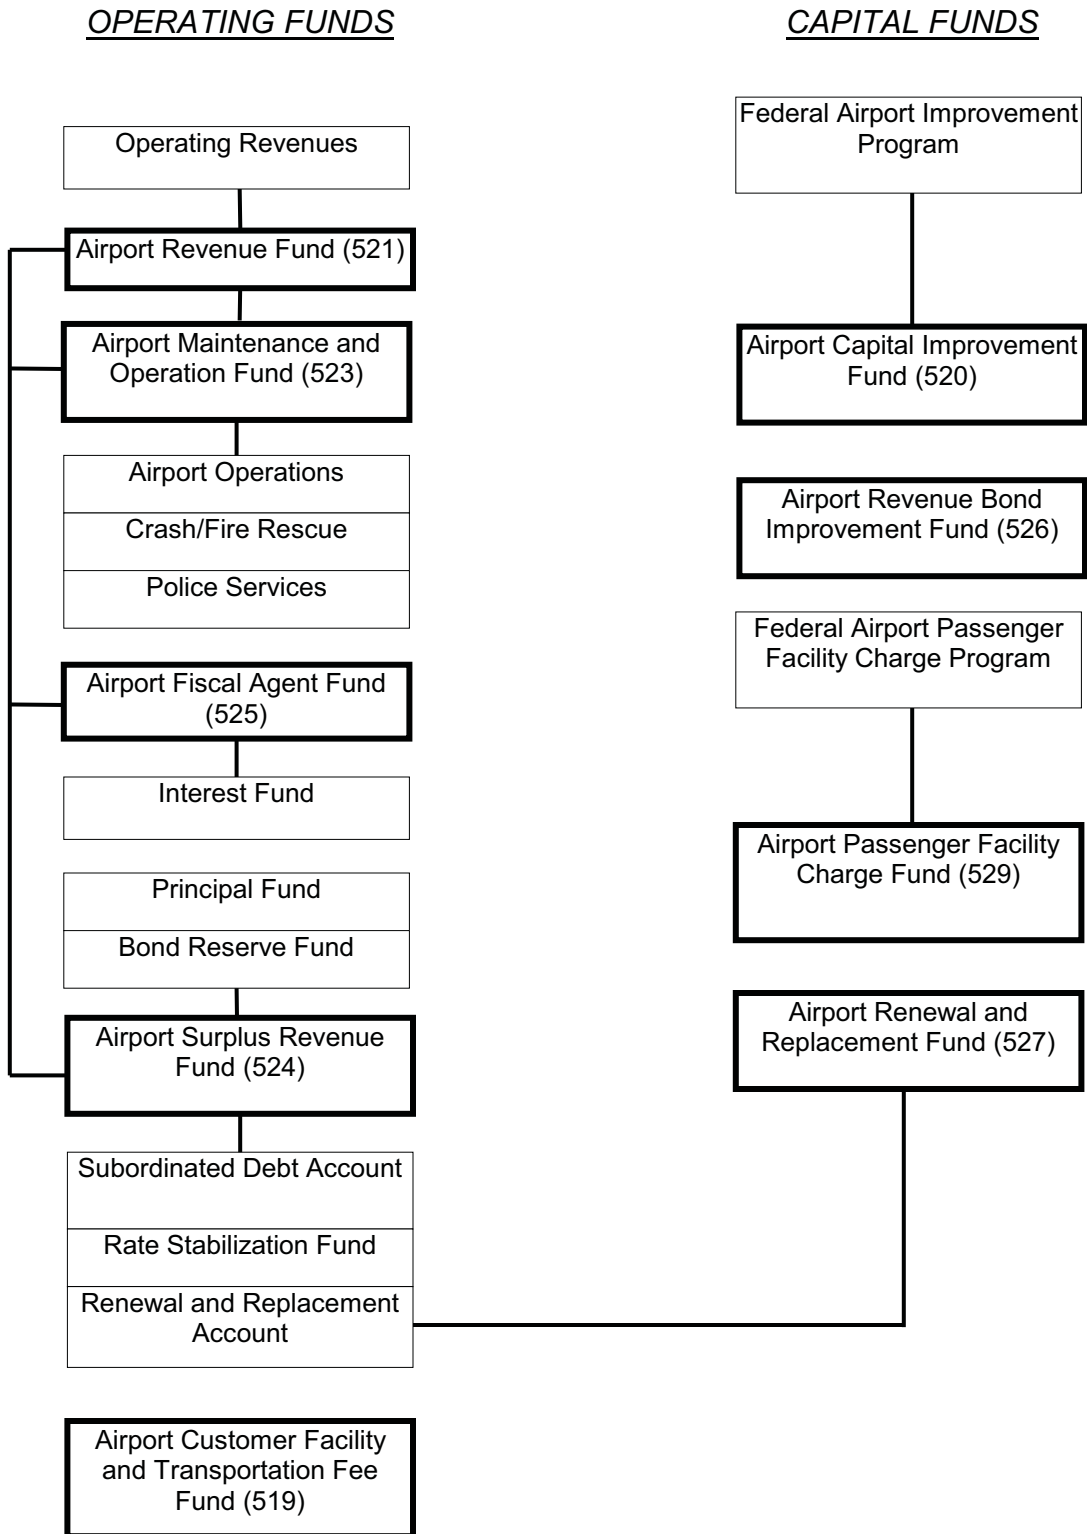 OPERATING FUNDS
Operating Revenues
Airport Revenue Fund (521)
Airport Maintenance and
Operation Fund (523)
Airport Operations
Crash/Fire Rescue
Police Services
Airport Fiscal Agent Fund
(525)
Interest Fund
Principal Fund
Bond Reserve Fund
Airport Surplus Revenue
Fund (524)
Subordinated Debt Account
Rate Stabilization Fund
Renewal and Replacement
Account
Airport Customer Facility
and Transportation Fee
Fund (519)
CAPITAL FUNDS
Federal Airport Improvement
Program
Airport Capital Improvement
Fund (520)
Airport Revenue Bond
Improvement Fund (526)
Federal Airport Passenger
Facility Charge Program
Airport Passenger Facility
Charge Fund (529)
Airport Renewal and
Replacement Fund (527)